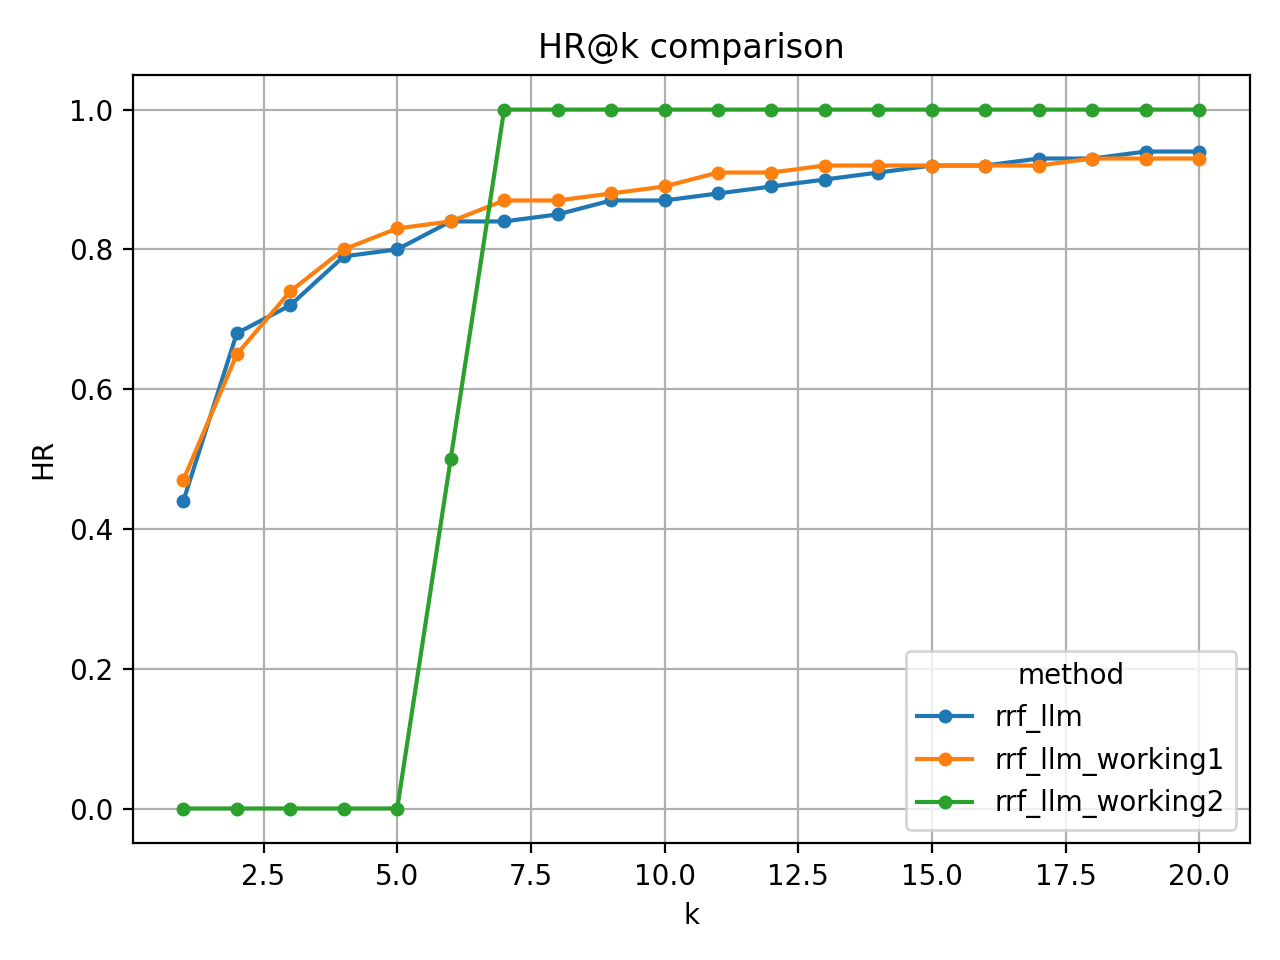 HR@k comparison
HR
1.0
0.8
0.6
0.4
0.2
0.0
method
rrf_llm
rrf_llm_working1
rrf_llm_working2
2.5 5.0 7.5 10.0 12.5 15.0 17.5 20.0
k